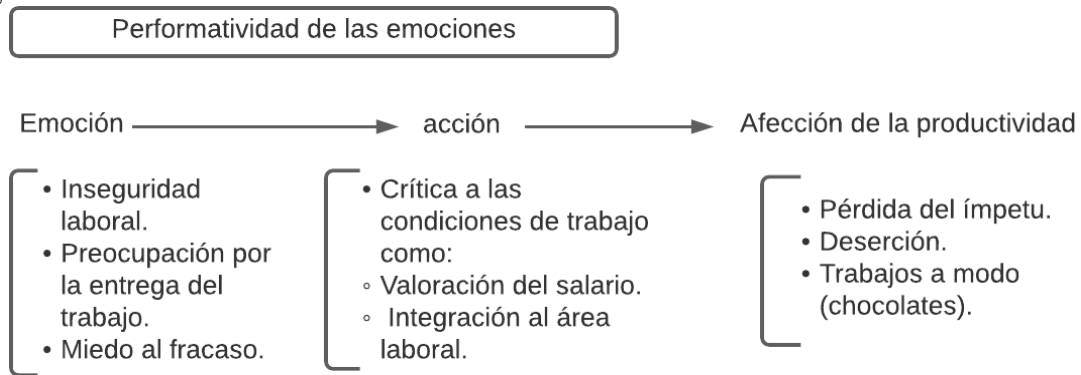 Performatividad de las emociones
Emoción
acción
Afección de la productividad
• Inseguridad
laboral.
• Preocupación por
la entrega del
trabajo.
• Miedo al fracaso.
• Crítica a las
condiciones de trabajo
como:
◦ Valoración del salario.
◦ Integración al área
laboral.
• Pérdida del ímpetu.
• Deserción.
• Trabajos a modo
(chocolates).